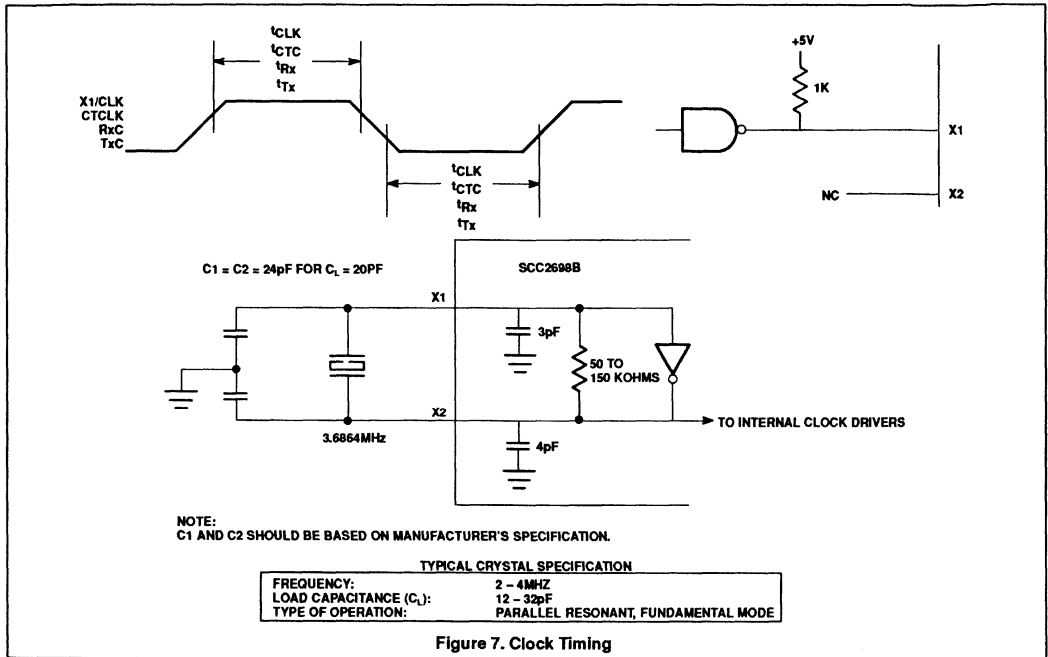 tCLK
tCTC
tRx
tTx
X1/CLK
CTCLK
RxC
TxC
tCLK
tCTC
tRx
tTx
+5V
1K
X1
NC
X2
C1 = C2 = 24pF FOR CL = 20PF
SCC2698B
X1
3pF
50 TO
150 KOHMS
X2
TO INTERNAL CLOCK DRIVERS
3.6864MHz
4pF
NOTE:
C1 AND C2 SHOULD BE BASED ON MANUFACTURER'S SPECIFICATION.
TYPICAL CRYSTAL SPECIFICATION
FREQUENCY: 2 – 4MHZ
LOAD CAPACITANCE (CL): 12 – 32pF
TYPE OF OPERATION: PARALLEL RESONANT, FUNDAMENTAL MODE
Figure 7. Clock Timing